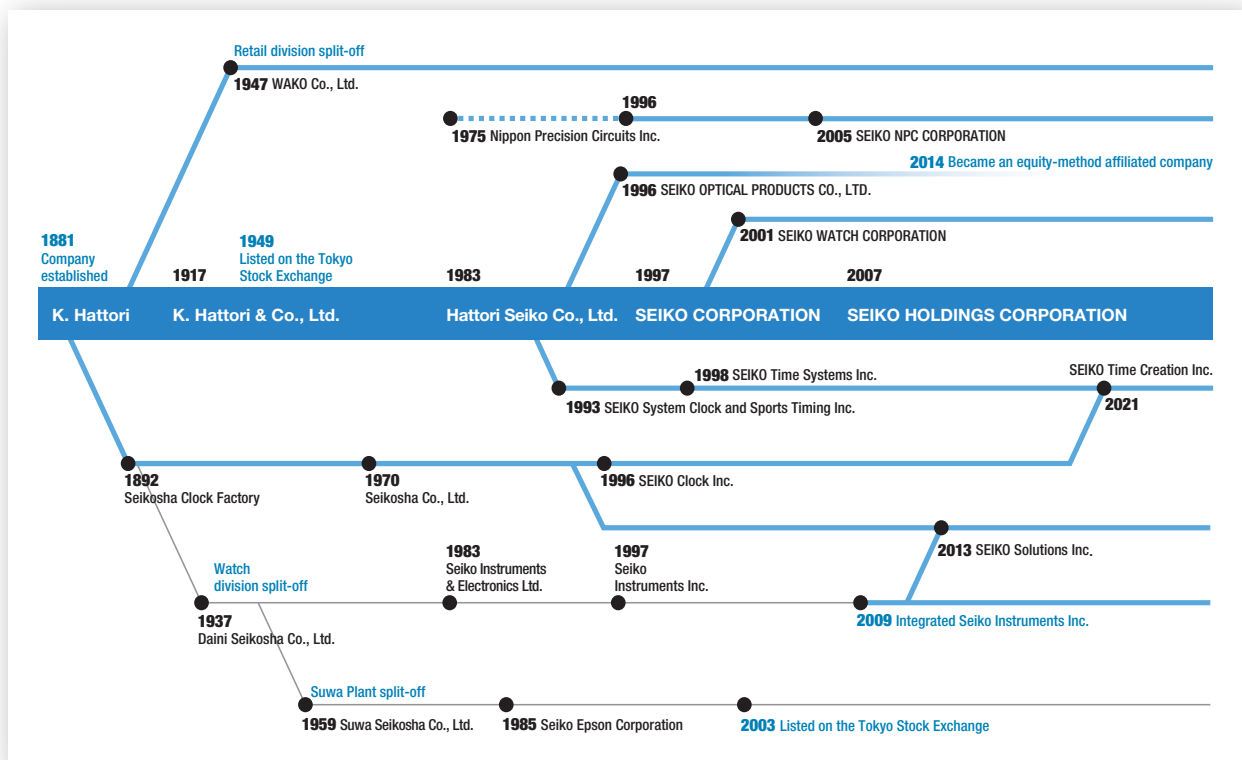 Retail division split-off
1947 WAKO Co., Ltd.
1996
1975 Nippon Precision Circuits Inc.
2005 SEIKO NPC CORPORATION
2014 Became an equity-method affiliated company
1996 SEIKO OPTICAL PRODUCTS CO., LTD.
2001 SEIKO WATCH CORPORATION
1881
Company
established
1917
1949
Listed on the Tokyo
Stock Exchange
1983
1997
2007
K. Hattori
K. Hattori & Co., Ltd.
Hattori Seiko Co., Ltd.
SEIKO CORPORATION
SEIKO HOLDINGS CORPORATION
1998 SEIKO Time Systems Inc.
SEIKO Time Creation Inc.
1993 SEIKO System Clock and Sports Timing Inc.
2021
1892
Seikosha Clock Factory
1970
Seikosha Co., Ltd.
1996 SEIKO Clock Inc.
2013 SEIKO Solutions Inc.
Watch
division split-off
1983
Seiko Instruments
& Electronics Ltd.
1997
Seiko
Instruments Inc.
1937
Daini Seikosha Co., Ltd.
2009 Integrated Seiko Instruments Inc.
Suwa Plant split-off
1959 Suwa Seikosha Co., Ltd.
1985 Seiko Epson Corporation
2003 Listed on the Tokyo Stock Exchange